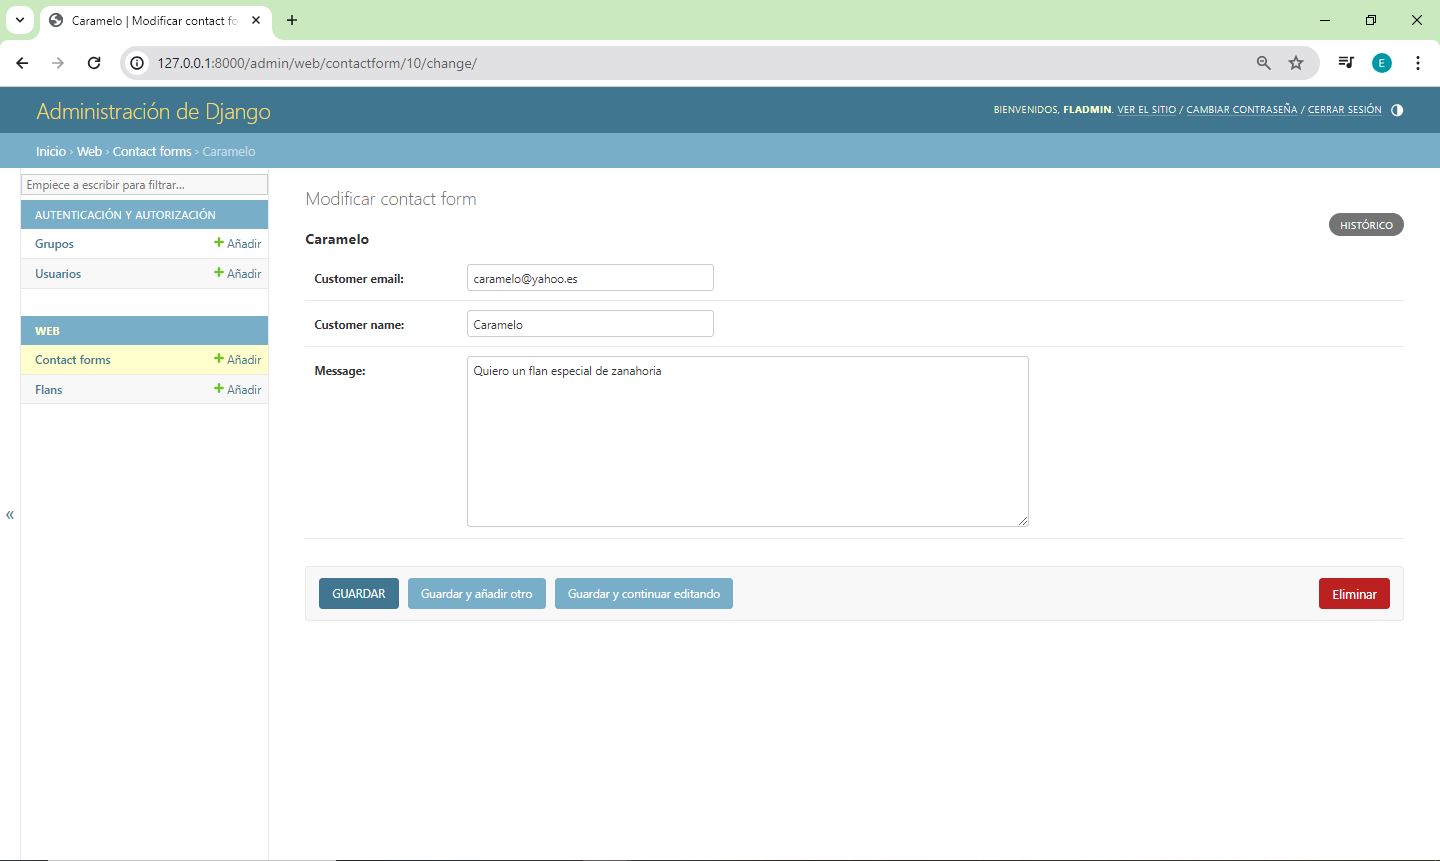 Caramelo | Modificar contact fo
127.0.0.1:8000/admin/web/contactform/10/change/
E
Administración de Django
BIENVENIDOS, FLADMIN. VER EL SITIO / CAMBIAR CONTRASEÑA / CERRAR SESIÓN
Inicio › Web › Contact forms › Caramelo
Empiece a escribir para filtrar...
AUTENTICACIÓN Y AUTORIZACIÓN
Grupos + Añadir
Usuarios + Añadir
WEB
Contact forms + Añadir
Flans + Añadir
«
Modificar contact form
HISTÓRICO
Caramelo
Customer email: caramelo@yahoo.es
Customer name: Caramelo
Message: Quiero un flan especial de zanahoria
GUARDAR Guardar y añadir otro Guardar y continuar editando Eliminar